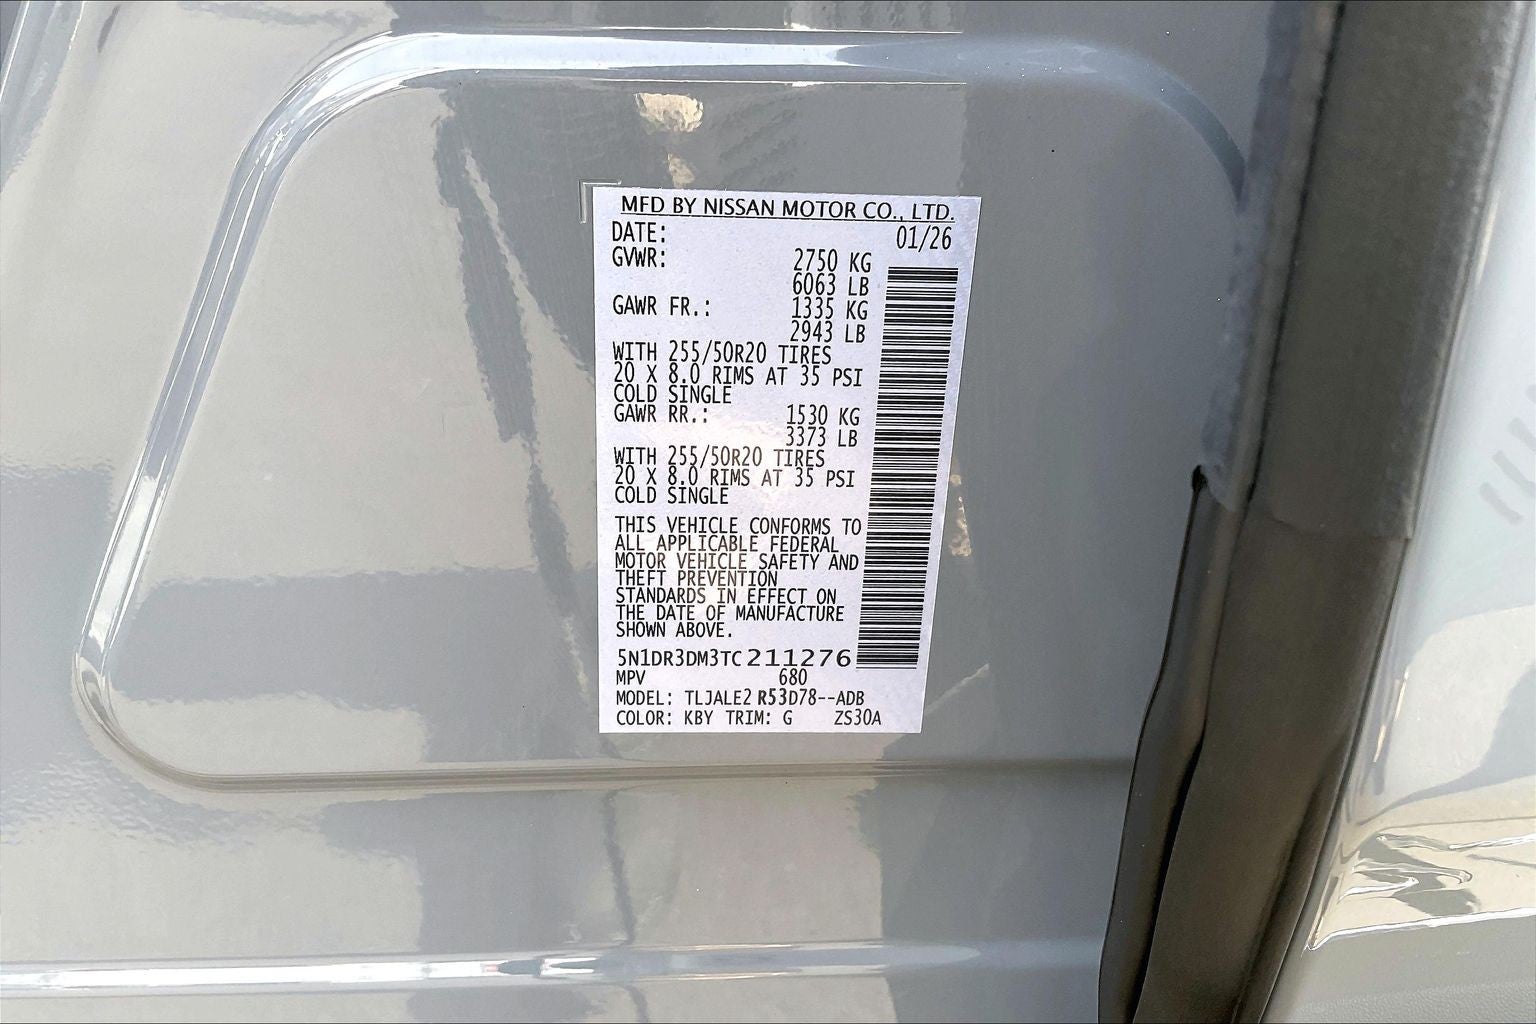 MFD BY NISSAN MOTOR CO., LTD.
DATE: 01/26
GVWR: 2750 KG
6063 LB
GAWR FR.: 1335 KG
2943 LB
WITH 255/50R20 TIRES
20 X 8.0 RIMS AT 35 PSI
COLD SINGLE
GAWR RR.: 1530 KG
3373 LB
WITH 255/50R20 TIRES
20 X 8.0 RIMS AT 35 PSI
COLD SINGLE
THIS VEHICLE CONFORMS TO
ALL APPLICABLE FEDERAL
MOTOR VEHICLE SAFETY AND
THEFT PREVENTION
STANDARDS IN EFFECT ON
THE DATE OF MANUFACTURE
SHOWN ABOVE.
5N1DR3DM3TC211276
MPV 680
MODEL: TLJALE2 R53D78--ADB
COLOR: KBY TRIM: G ZS30A